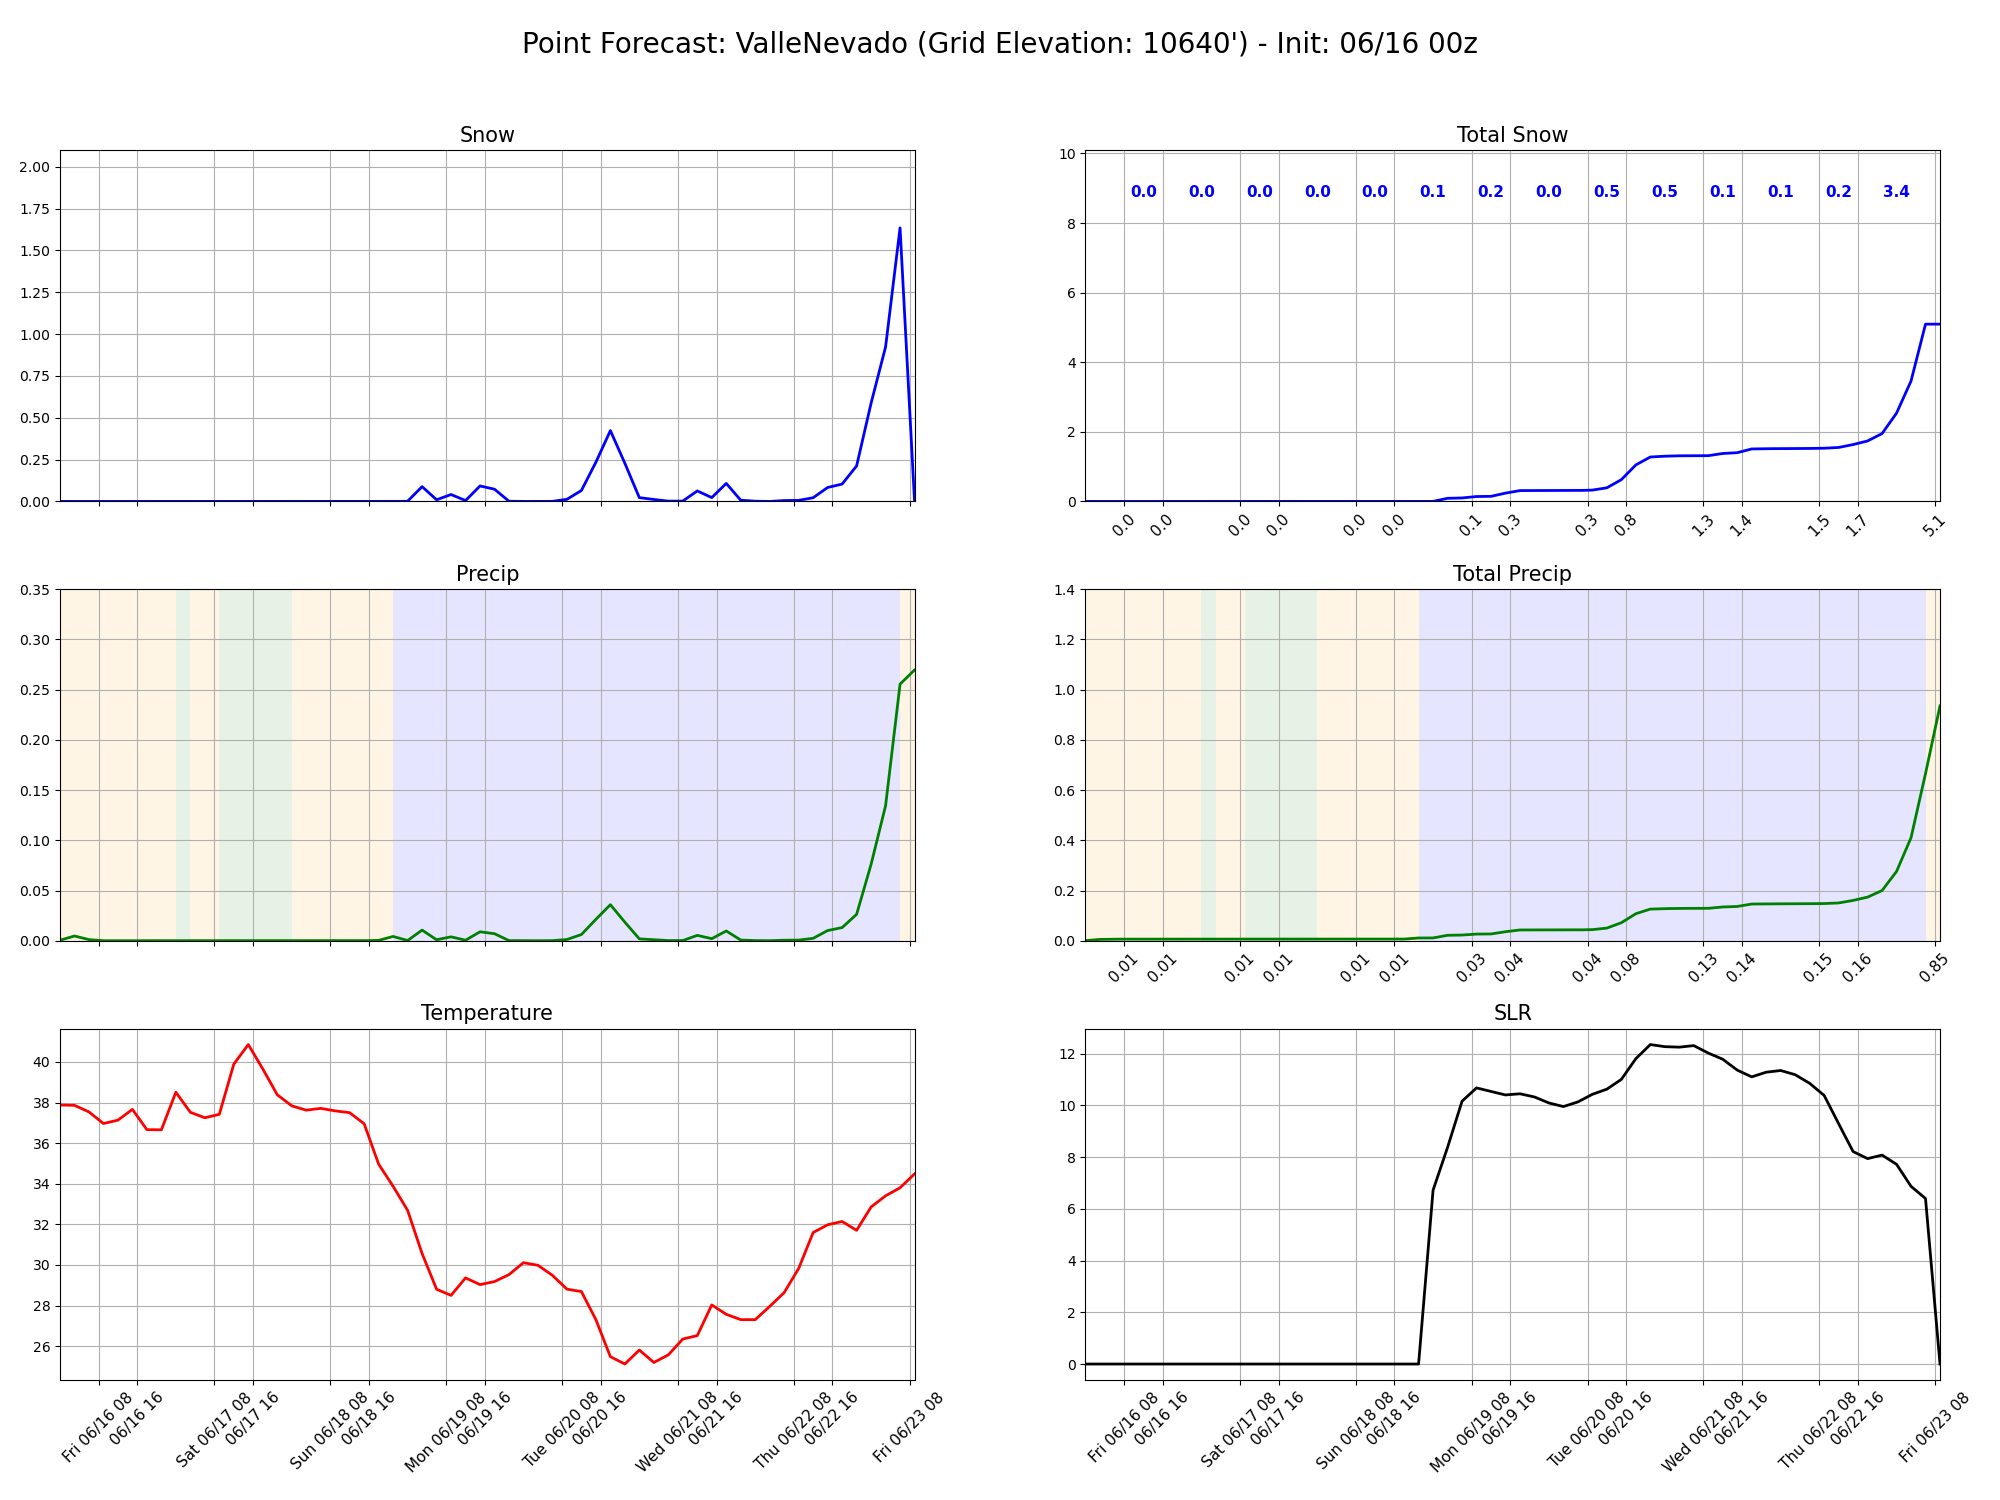 Point Forecast: ValleNevado (Grid Elevation: 10640') - Init: 06/16 00z
Snow
2.00
1.75
1.50
1.25
1.00
0.75
0.50
0.25
0.00
Total Snow
10
8
6
4
2
0
0.0 0.0 0.0 0.0 0.0 0.1 0.2 0.0 0.5 0.5 0.1 0.1 0.2 3.4
0.0 0.0 0.0 0.0 0.0 0.0 0.1 0.3 0.3 0.8 1.3 1.4 1.5 1.7 5.1
Precip
0.35
0.30
0.25
0.20
0.15
0.10
0.05
0.00
Total Precip
1.4
1.2
1.0
0.8
0.6
0.4
0.2
0.0
0.01 0.01 0.01 0.01 0.01 0.01 0.03 0.04 0.04 0.08 0.13 0.14 0.15 0.16 0.85
Temperature
40
38
36
34
32
30
28
26
Fri 06/16 08
06/16 16
Sat 06/17 08
06/17 16
Sun 06/18 08
06/18 16
Mon 06/19 08
06/19 16
Tue 06/20 08
06/20 16
Wed 06/21 08
06/21 16
Thu 06/22 08
06/22 16
Fri 06/23 08
SLR
12
10
8
6
4
2
0
Fri 06/16 08
06/16 16
Sat 06/17 08
06/17 16
Sun 06/18 08
06/18 16
Mon 06/19 08
06/19 16
Tue 06/20 08
06/20 16
Wed 06/21 08
06/21 16
Thu 06/22 08
06/22 16
Fri 06/23 08